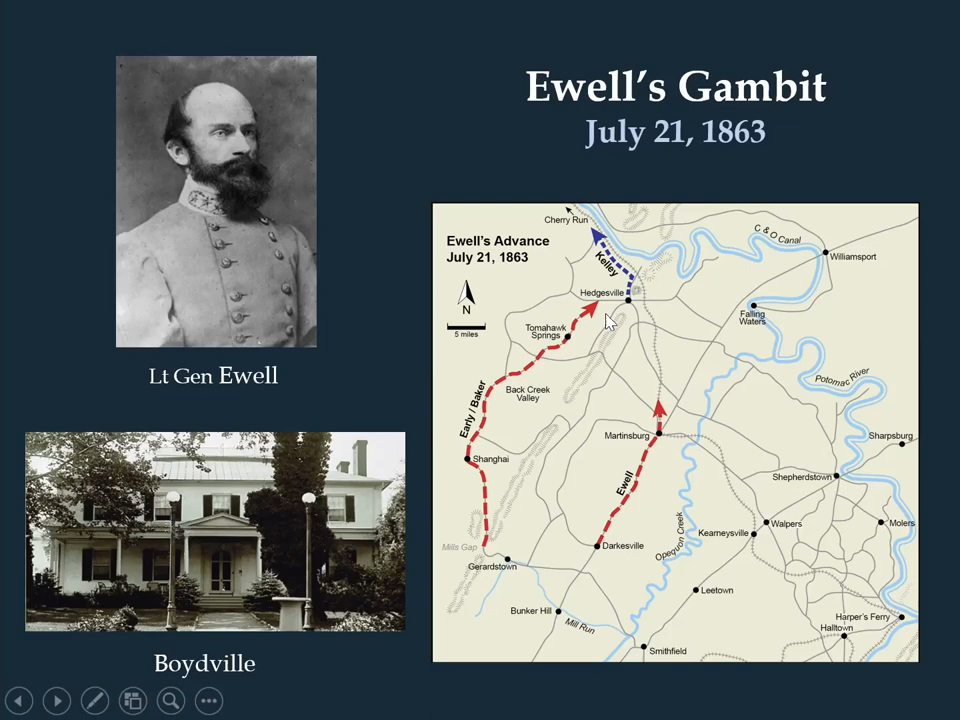 Ewell's Gambit
July 21, 1863
Lt Gen Ewell
Boydville
Ewell's Advance
July 21, 1863
N
5 miles
Cherry Run
C & O Canal
Williamsport
Kelley
Hedgesville
Falling
Waters
Tomahawk
Springs
Potomac River
Back Creek
Valley
Early / Baker
Martinsburg
Sharpsburg
Shanghai
Shepherdstown
Ewell
Opequon Creek
Walpers
Molers
Kearneysville
Mills Gap
Darkesville
Gerardstown
Leetown
Bunker Hill
Mill Run
Harper's Ferry
Halltown
Smithfield